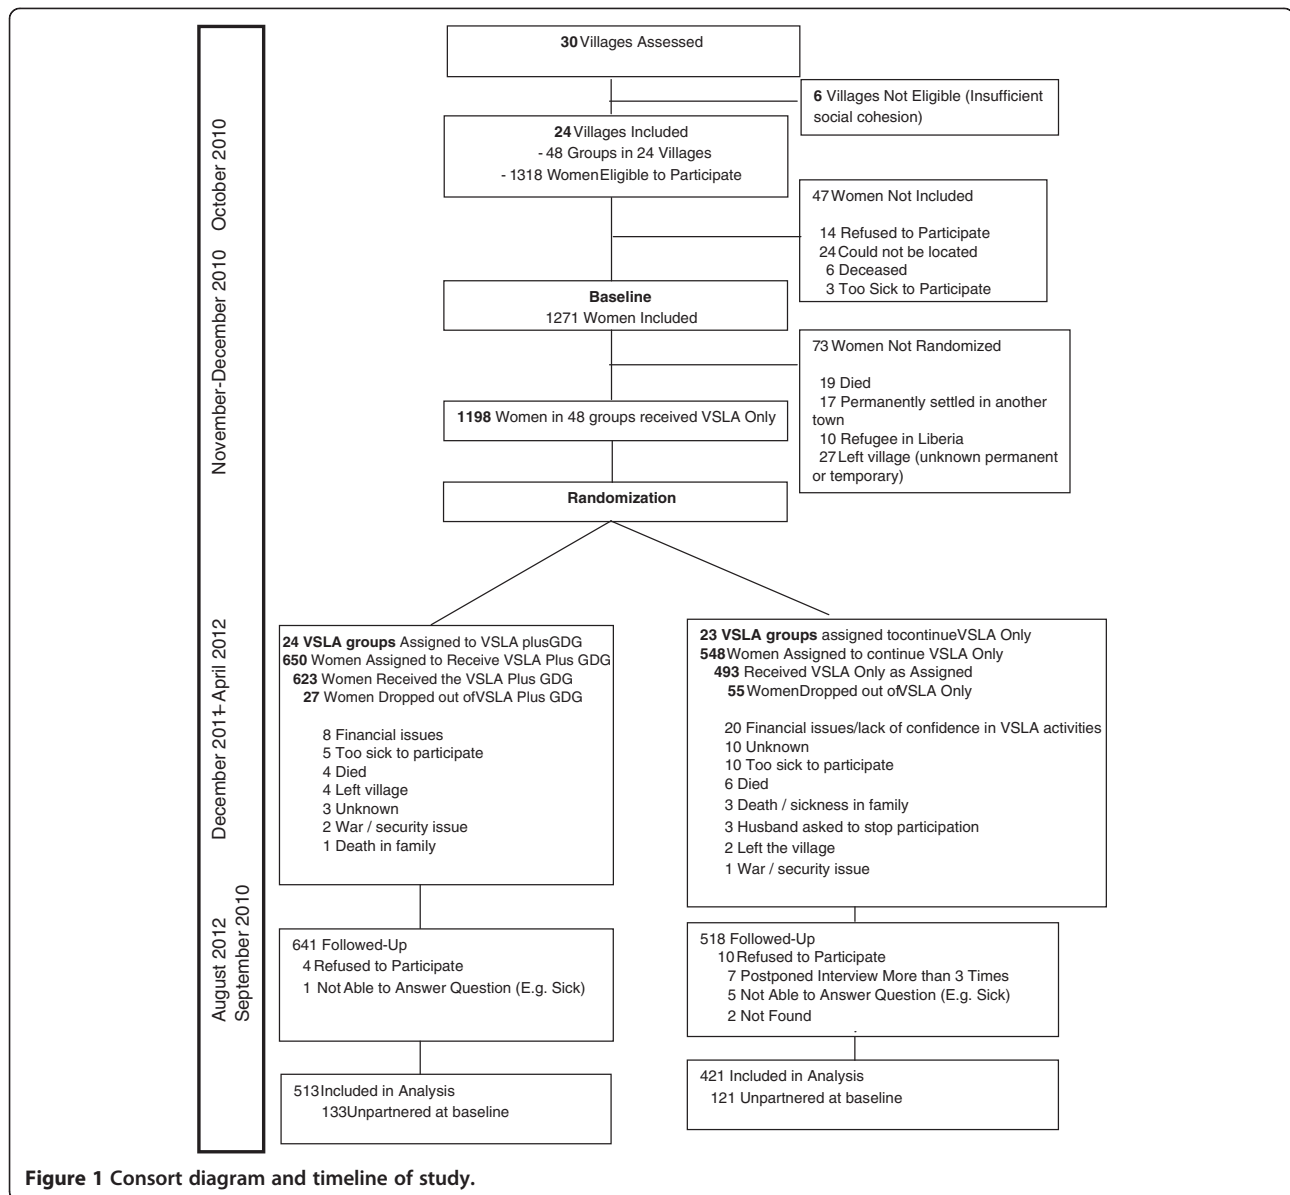 October 2010
November-December 2010
December 2011–April 2012
August 2012
September 2010
30 Villages Assessed
6 Villages Not Eligible (Insufficient
social cohesion)
24 Villages Included
- 48 Groups in 24 Villages
- 1318 Women Eligible to Participate
47 Women Not Included
14 Refused to Participate
24 Could not be located
6 Deceased
3 Too Sick to Participate
Baseline
1271 Women Included
73 Women Not Randomized
19 Died
17 Permanently settled in another
town
10 Refugee in Liberia
27 Left village (unknown permanent
or temporary)
1198 Women in 48 groups received VSLA Only
Randomization
24 VSLA groups Assigned to VSLA plusGDG
650 Women Assigned to Receive VSLA Plus GDG
623 Women Received the VSLA Plus GDG
27 Women Dropped out ofVSLA Plus GDG
8 Financial issues
5 Too sick to participate
4 Died
4 Left village
3 Unknown
2 War / security issue
1 Death in family
23 VSLA groups assigned tocontinueVSLA Only
548Women Assigned to continue VSLA Only
493 Received VSLA Only as Assigned
55 WomenDropped out ofVSLA Only
20 Financial issues/lack of confidence in VSLA activities
10 Unknown
10 Too sick to participate
6 Died
3 Death / sickness in family
3 Husband asked to stop participation
2 Left the village
1 War / security issue
641 Followed-Up
4 Refused to Participate
1 Not Able to Answer Question (E.g. Sick)
518 Followed-Up
10Refused to Participate
7 Postponed Interview More than 3 Times
5 Not Able to Answer Question (E.g. Sick)
2 Not Found
513Included in Analysis
133Unpartnered at baseline
421 Included in Analysis
121 Unpartnered at baseline
Figure 1 Consort diagram and timeline of study.